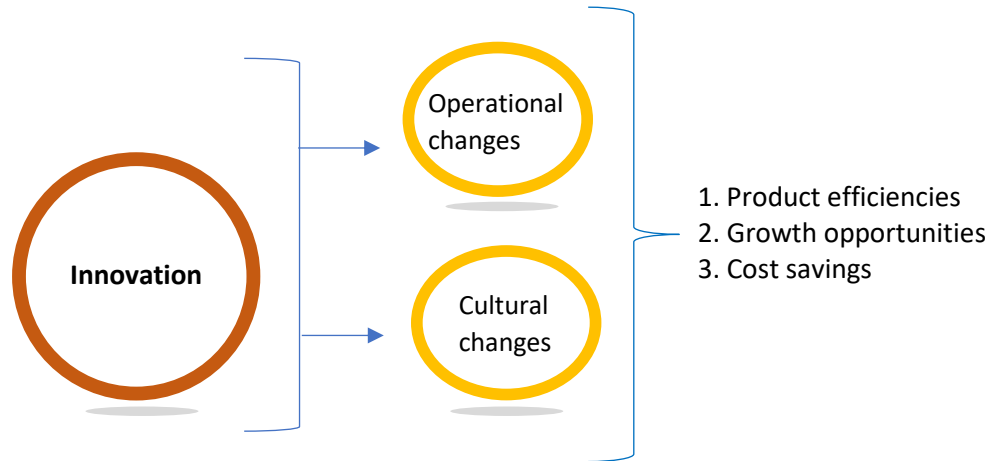 Innovation
Operational
changes
Cultural
changes
1. Product efficiencies
2. Growth opportunities
3. Cost savings